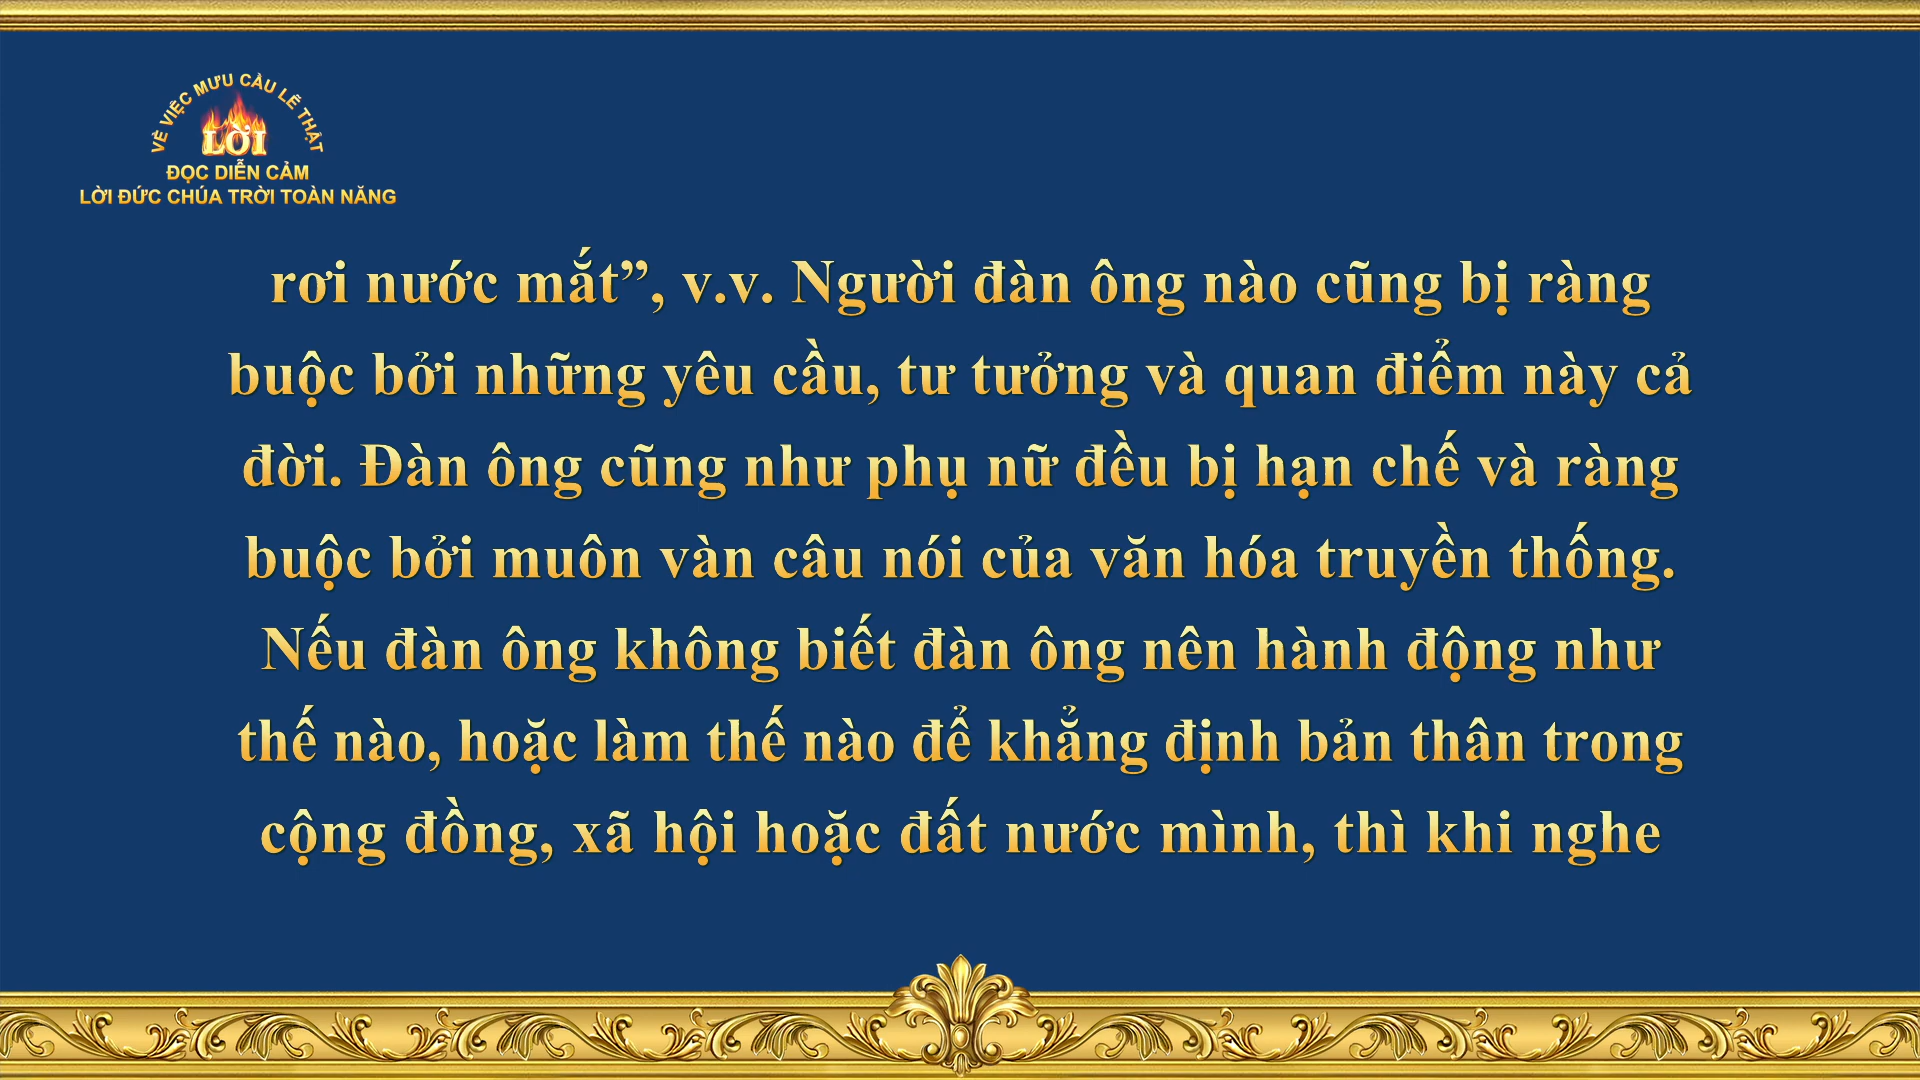 VỀ VIỆC MƯU CẦU LẼ THẬT
LỜI
ĐỌC DIỄN CẢM
LỜI ĐỨC CHÚA TRỜI TOÀN NĂNG
rơi nước mắt”, v.v. Người đàn ông nào cũng bị ràng
buộc bởi những yêu cầu, tư tưởng và quan điểm này cả
đời. Đàn ông cũng như phụ nữ đều bị hạn chế và ràng
buộc bởi muôn vàn câu nói của văn hóa truyền thống.
Nếu đàn ông không biết đàn ông nên hành động như
thế nào, hoặc làm thế nào để khẳng định bản thân trong
cộng đồng, xã hội hoặc đất nước mình, thì khi nghe